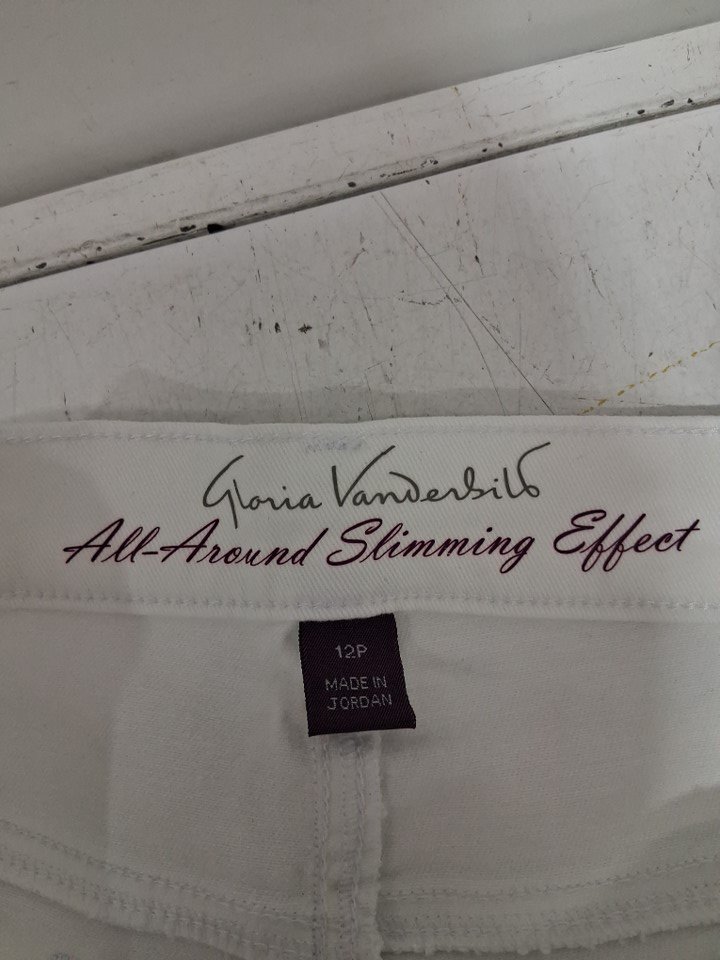 Gloria Vanderbilt
All-Around Slimming Effect
12P
MADE IN
JORDAN